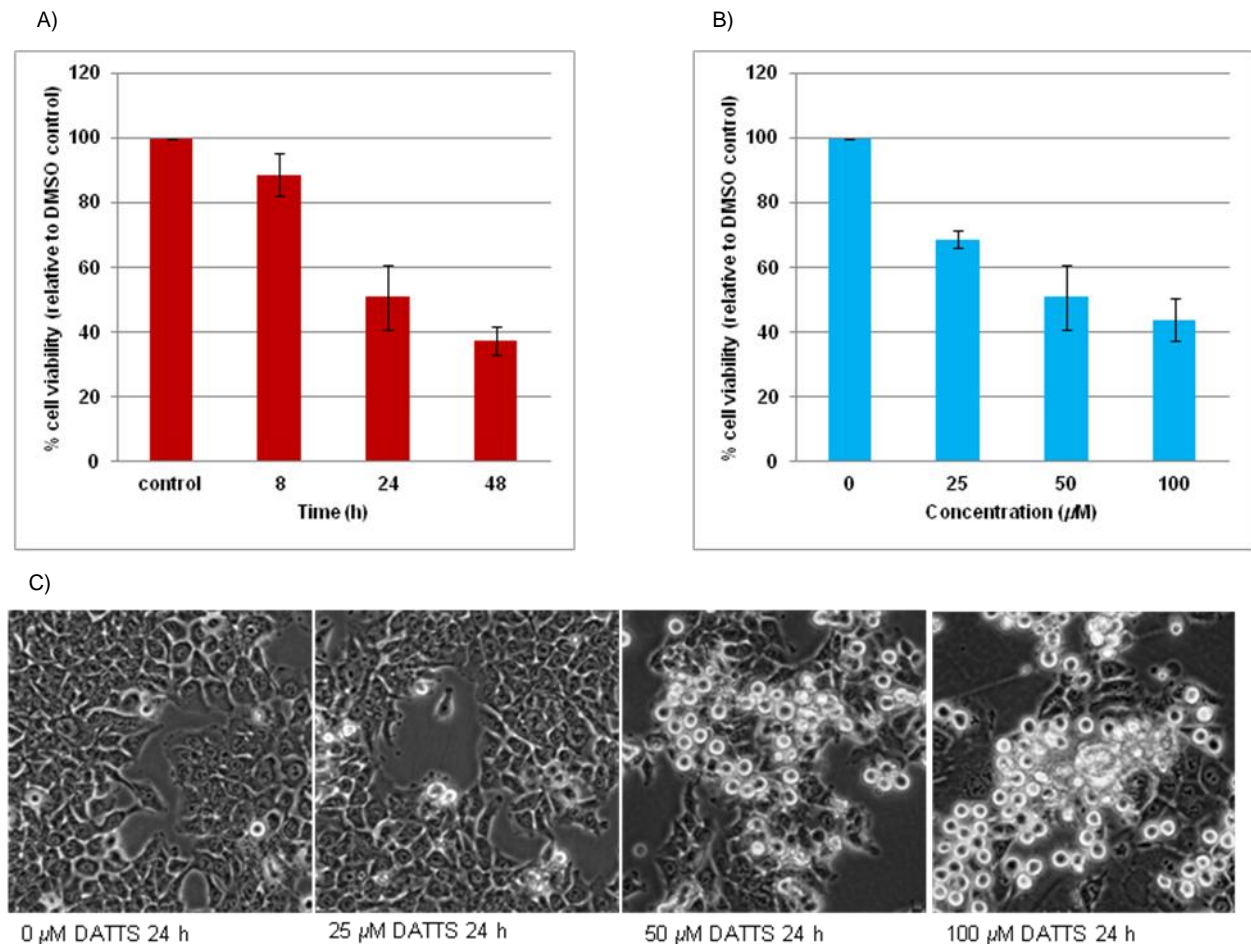 A)
% cell viability (relative to DMSO control)
120
100
80
60
40
20
0
control 8 24 48
Time (h)
B)
% cell viability (relative to DMSO control)
120
100
80
60
40
20
0
0 25 50 100
Concentration (µM)
C)
0 µM DATTS 24 h
25 µM DATTS 24 h
50 µM DATTS 24 h
100 µM DATTS 24 h